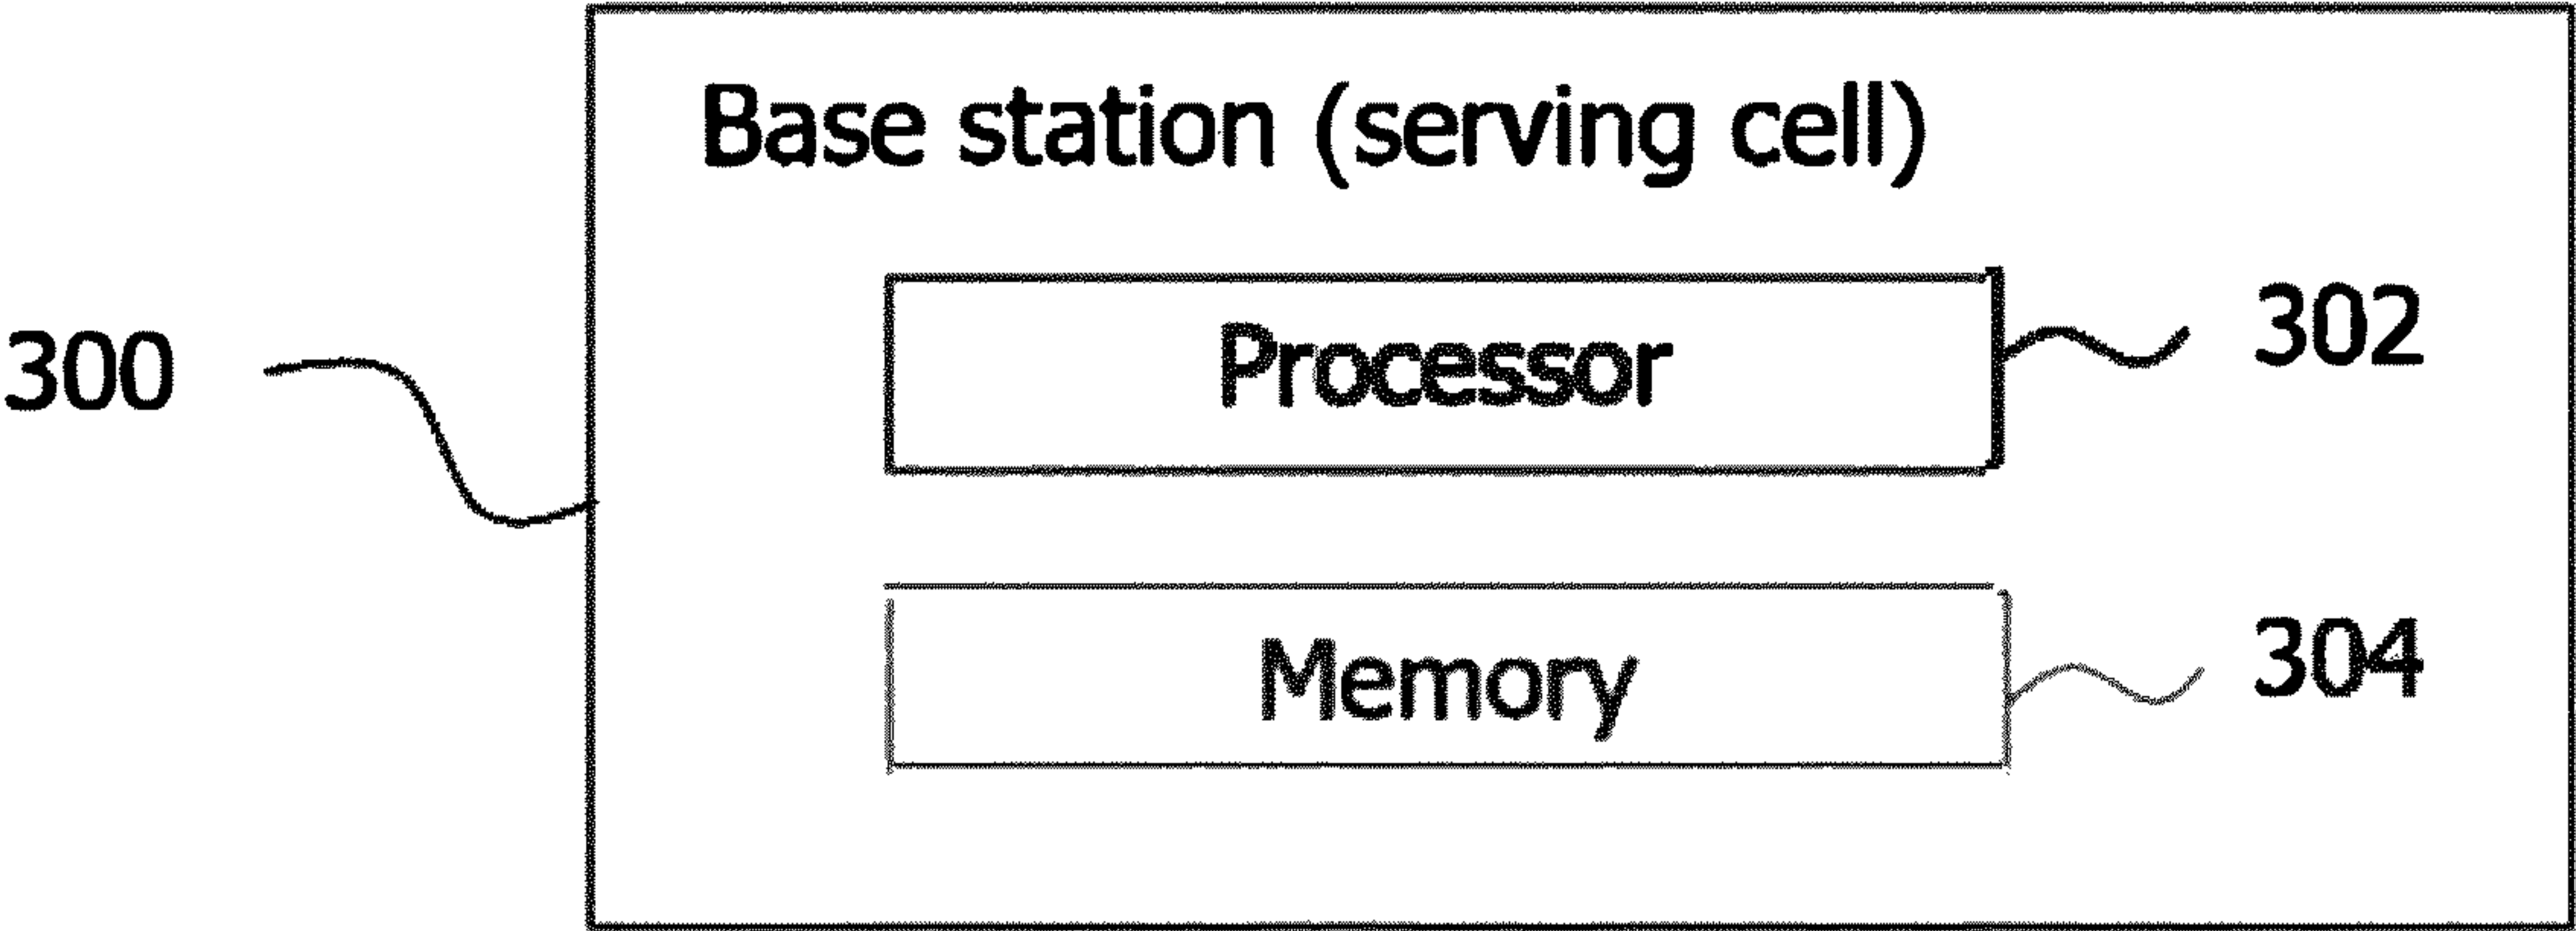 Base station (serving cell)
300
Processor
302
Memory
304